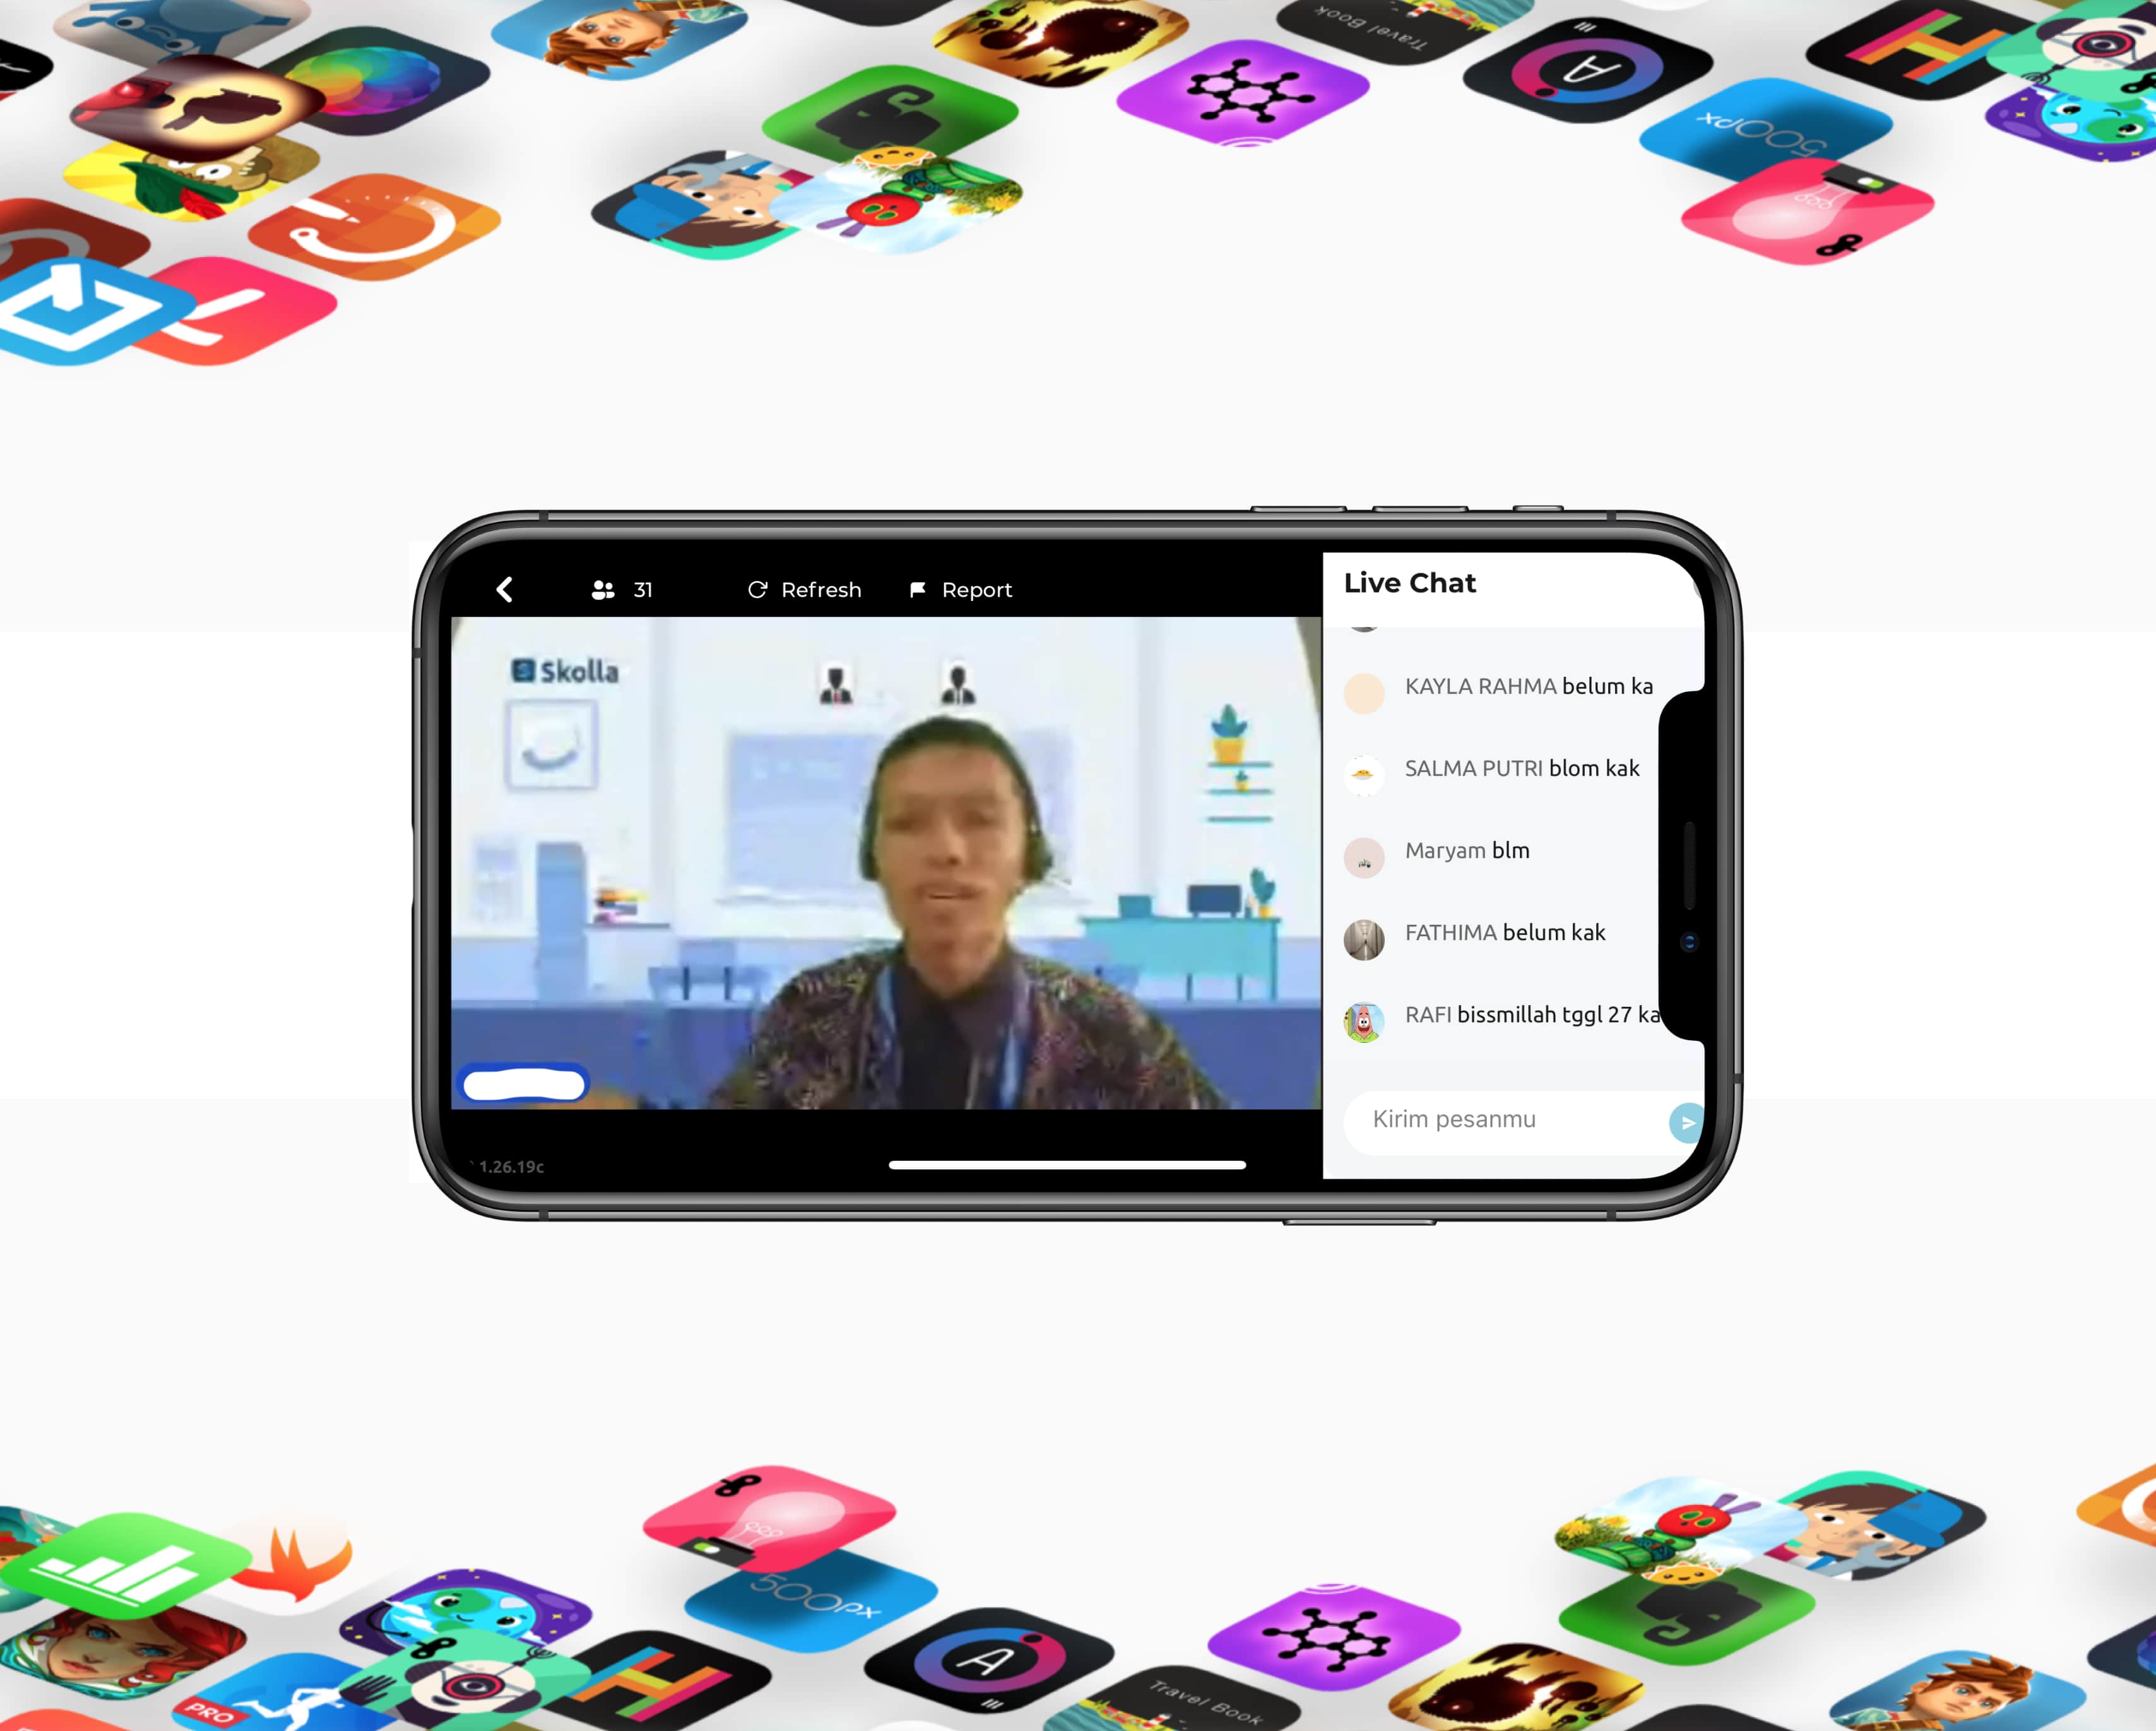 Travel Book
A
500px
31
Refresh
Report
Live Chat
Skolla
KAYLA RAHMA belum ka
SALMA PUTRI blom kak
Maryam blm
FATHIMA belum kak
RAFI bissmillah tggl 27 ka
Kirim pesanmu
1.26.19c
500px
A
Travel Book
PRO